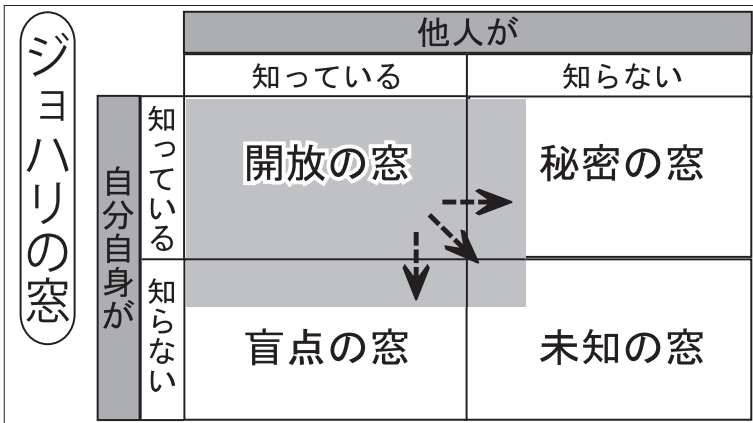 ジョハリの窓
他人が
知っている
知らない
自分自身が
知っている
開放の窓
秘密の窓
知らない
盲点の窓
未知の窓